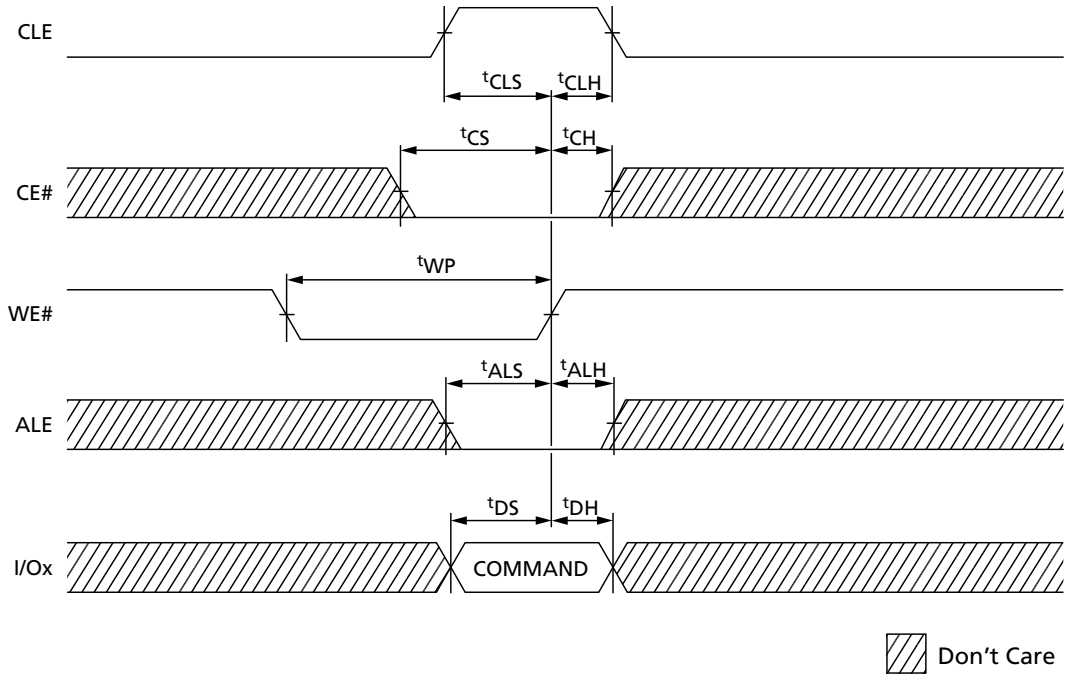 CLE
tCLS
tCLH
tCS
tCH
CE#
tWP
WE#
tALS
tALH
ALE
tDS
tDH
I/Ox
COMMAND
Don't Care